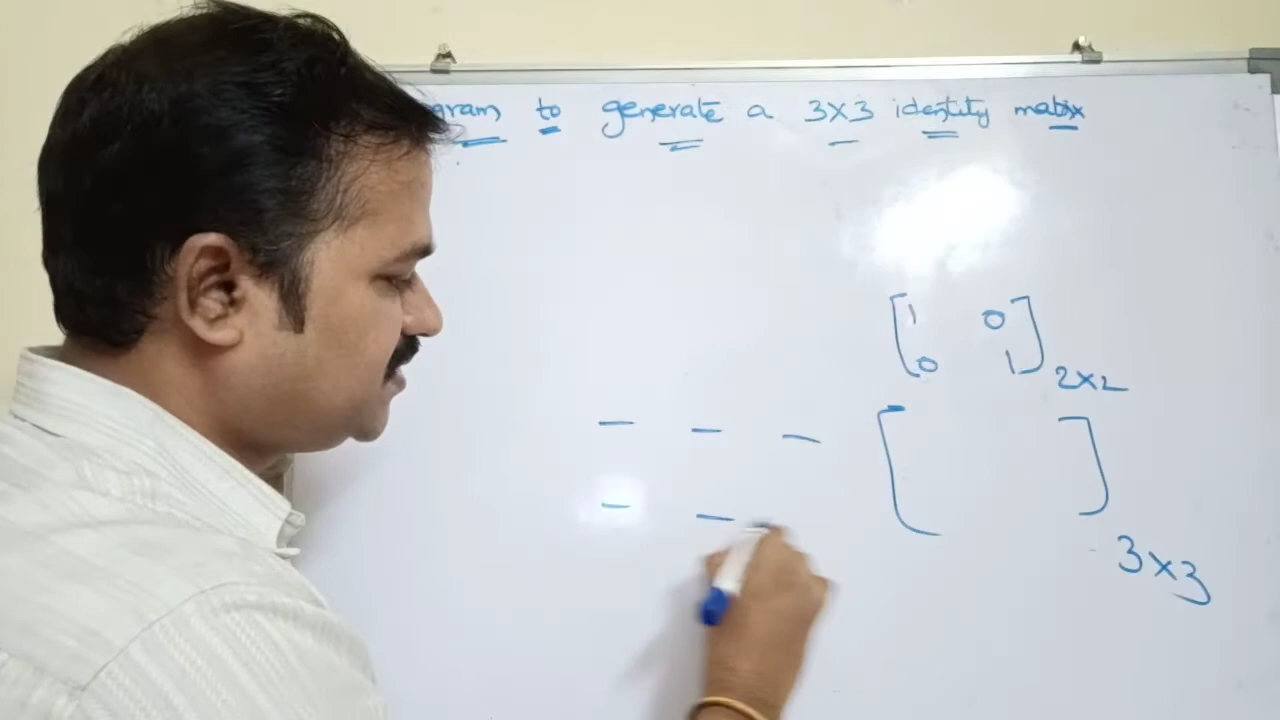 gram to generate a 3x3 identity matrix
1 0
0 1
2x2
3x3